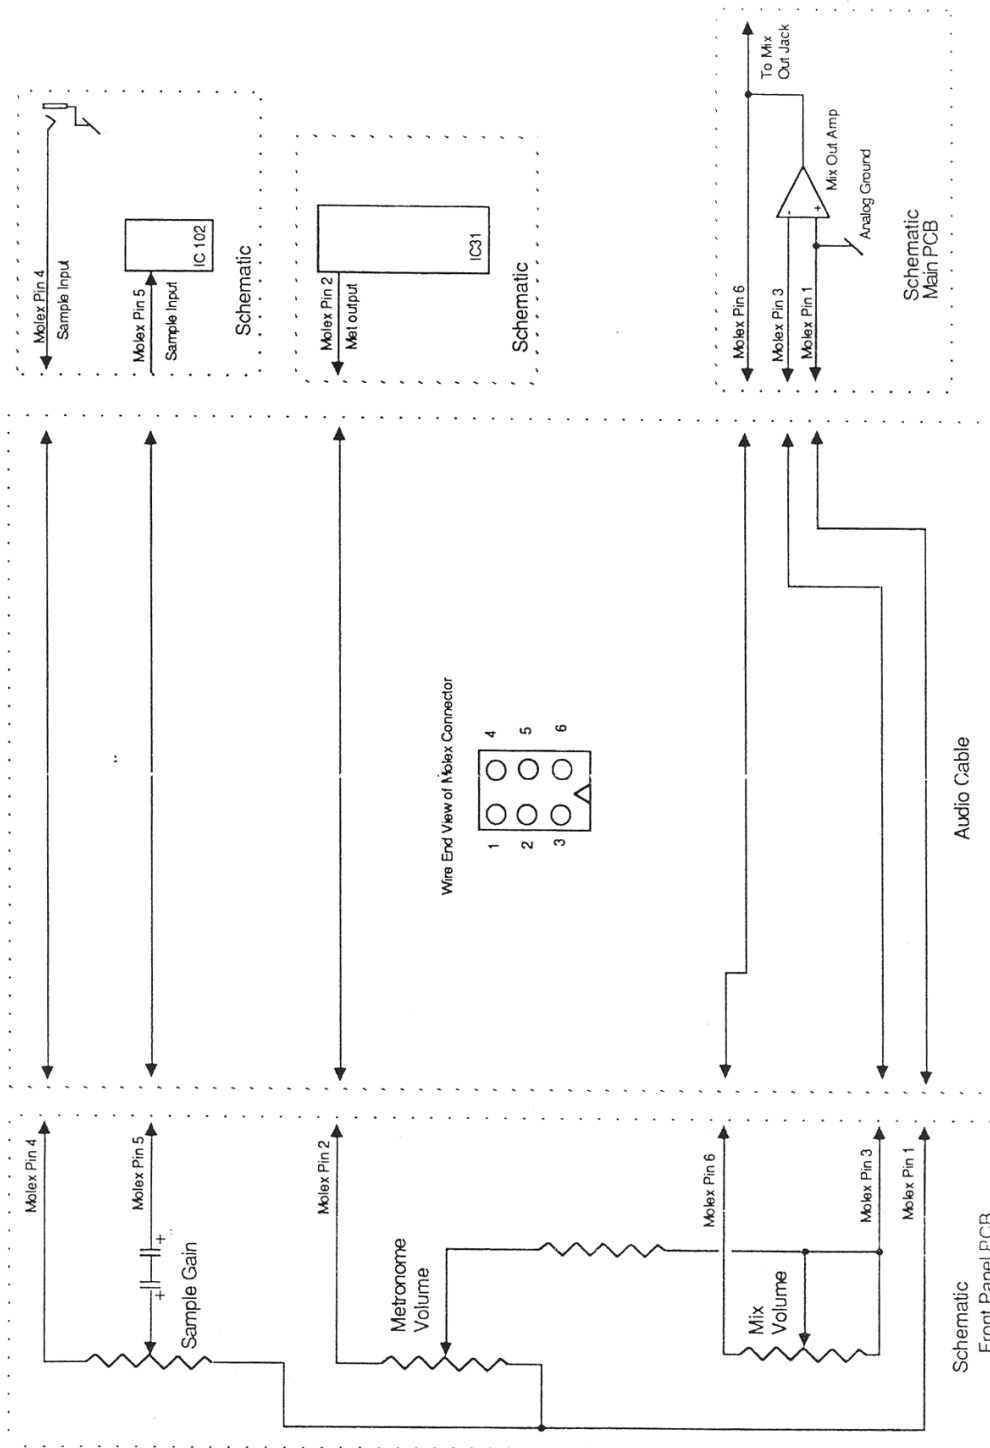 Molex Pin 4
Sample Input
Molex Pin 5
Sample Input
IC 102
Schematic
Molex Pin 2
Met output
IC31
Schematic
Molex Pin 6
To Mix
Out Jack
Molex Pin 3
-
+
Mix Out Amp
Molex Pin 1
Analog Ground
Schematic
Main PCB
Wire End View of Molex Connector
1 4
2 5
3 6
Audio Cable
Molex Pin 4
Molex Pin 5
+ +
Sample Gain
Molex Pin 2
Metronome
Volume
Molex Pin 6
Mix
Volume
Molex Pin 3
Molex Pin 1
Schematic
Front Panel PCB